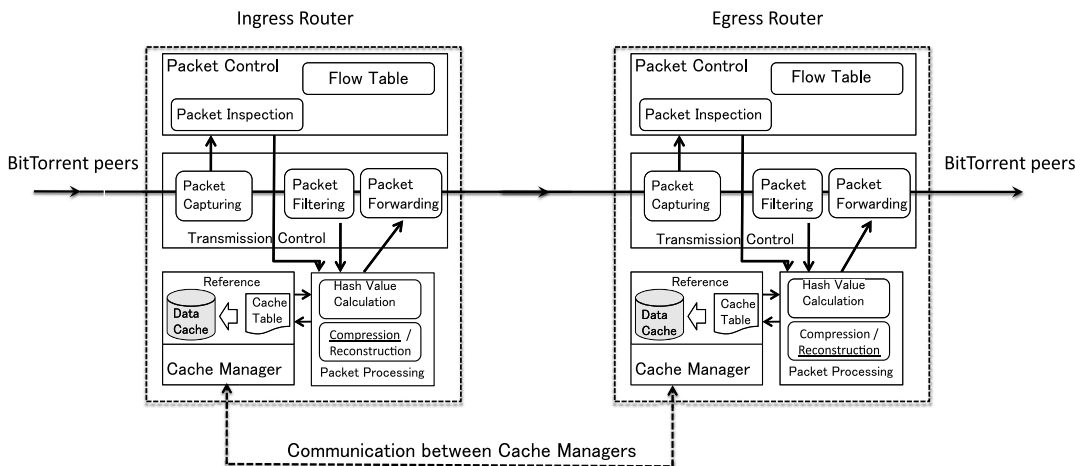 Ingress Router
Egress Router
BitTorrent peers
Packet Control
Flow Table
Packet Inspection
Packet
Capturing
Packet
Filtering
Packet
Forwarding
Transmission Control
Reference
Data
Cache
Cache
Table
Cache Manager
Hash Value
Calculation
Compression /
Reconstruction
Packet Processing
Packet Control
Flow Table
Packet Inspection
Packet
Capturing
Packet
Filtering
Packet
Forwarding
Transmission Control
BitTorrent peers
Reference
Data
Cache
Cache
Table
Cache Manager
Hash Value
Calculation
Compression /
Reconstruction
Packet Processing
Communication between Cache Managers